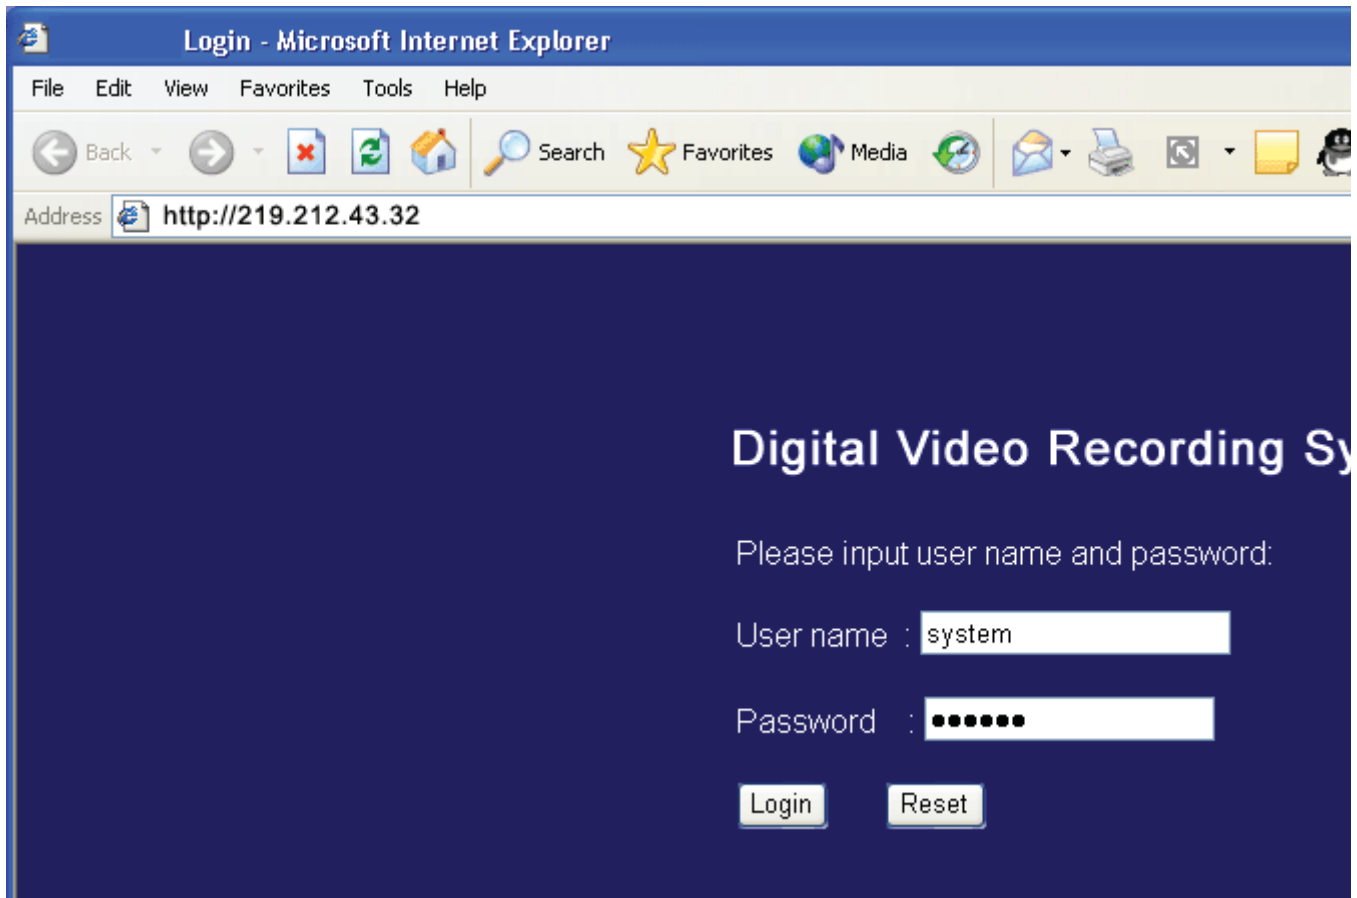 Login - Microsoft Internet Explorer
File Edit View Favorites Tools Help
Back Search Favorites Media
Address http://219.212.43.32
Digital Video Recording Sy
Please input user name and password:
User name : system
Password : ●●●●●●
Login Reset